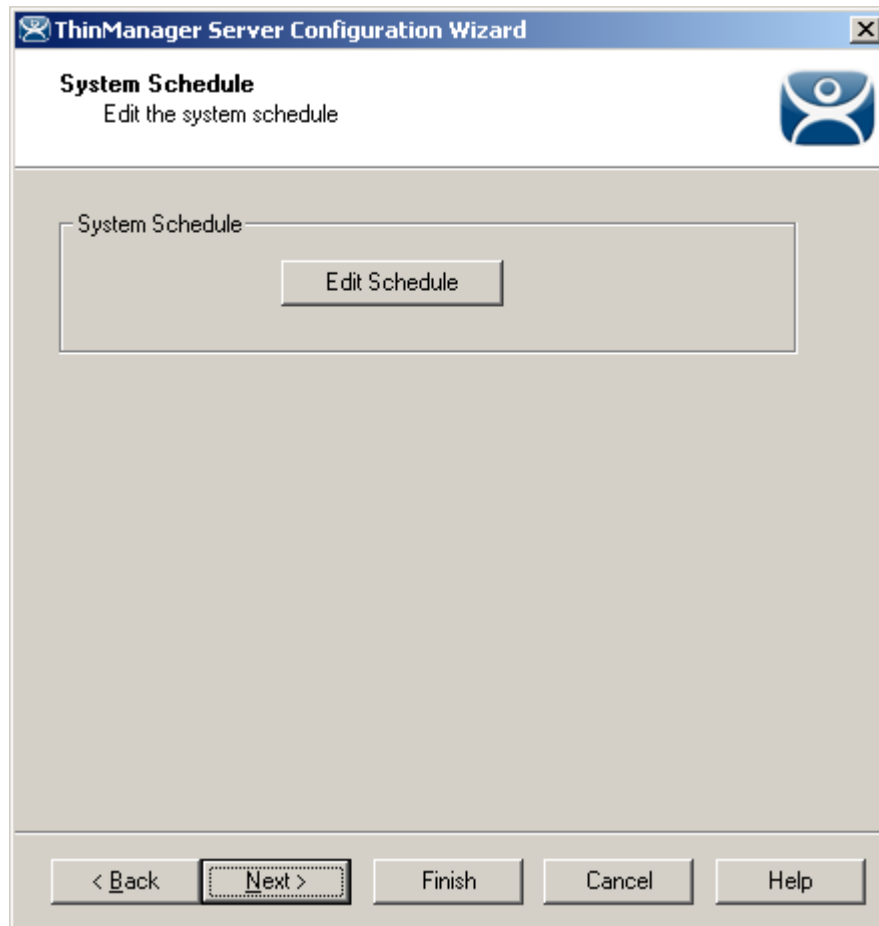 ThinManager Server Configuration Wizard
System Schedule
Edit the system schedule
System Schedule
Edit Schedule
< Back Next > Finish Cancel Help